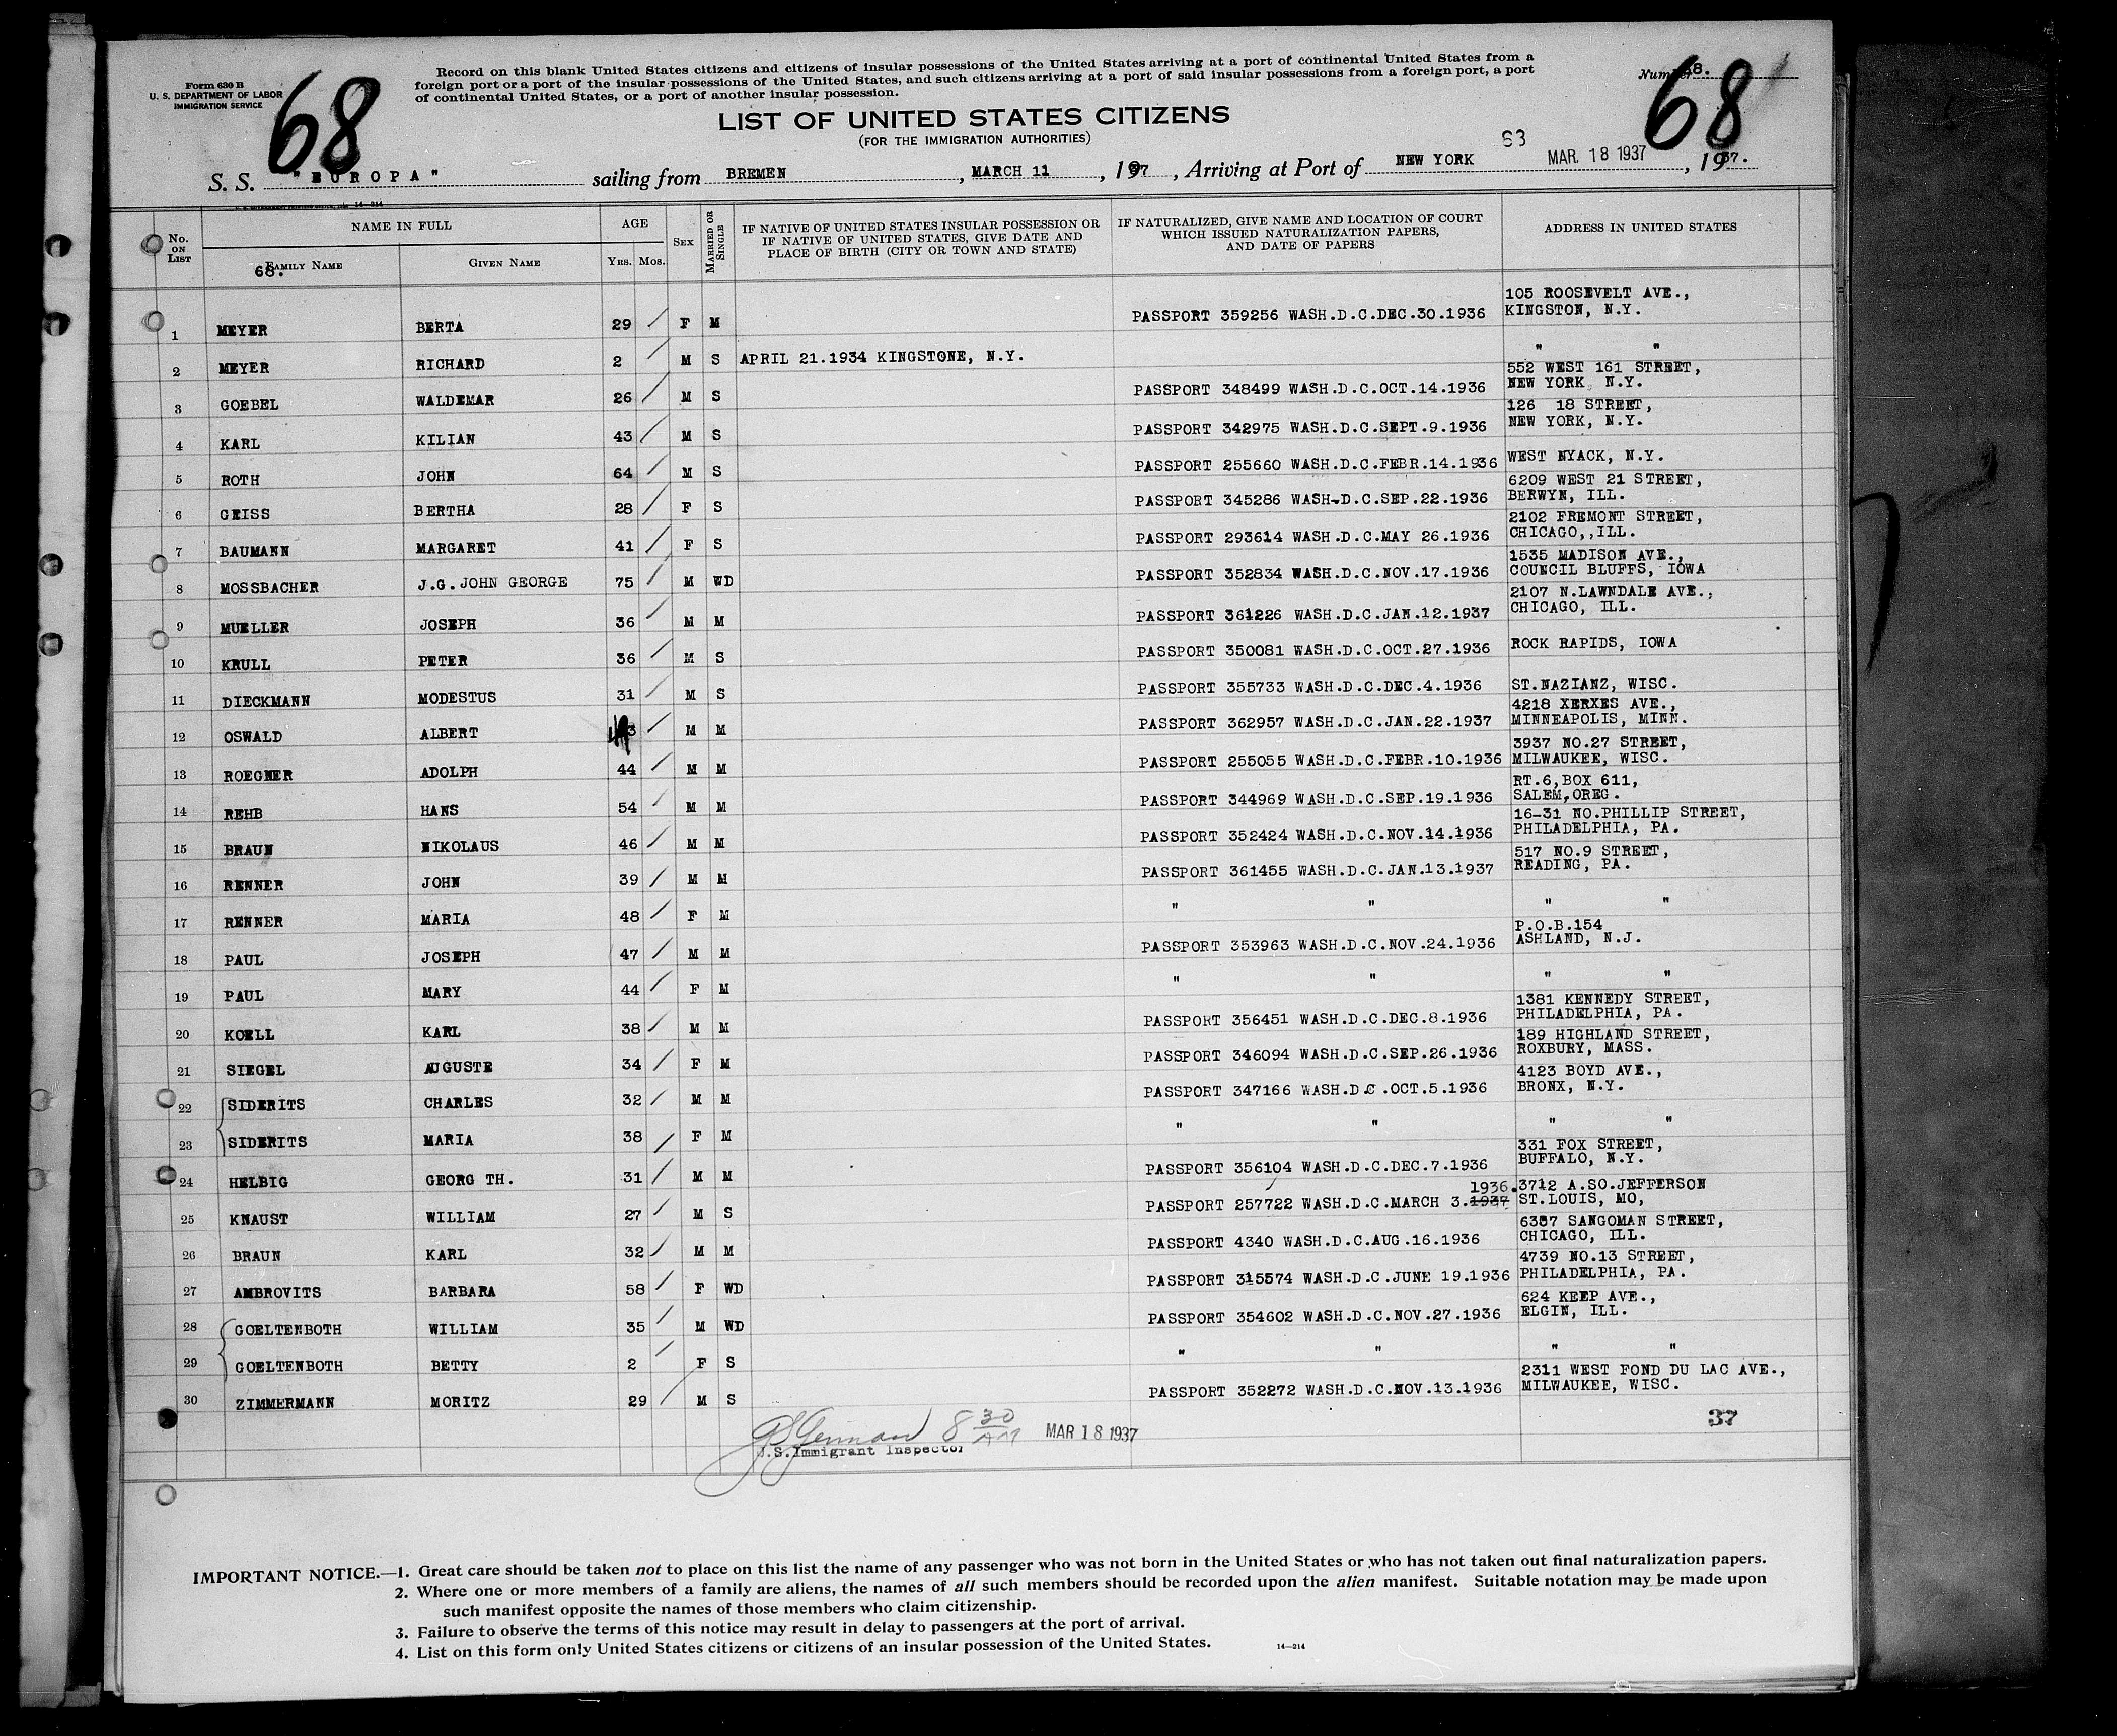 Form 630 B
U. S. DEPARTMENT OF LABOR
IMMIGRATION SERVICE
68
Record on this blank United States citizens and citizens of insular possessions of the United States arriving at a port of continental United States from a
foreign port or a port of the insular possessions of the United States, and such citizens arriving at a port of said insular possessions from a foreign port, a port
of continental United States, or a port of another insular possession.
Number 8.
68
LIST OF UNITED STATES CITIZENS
(FOR THE IMMIGRATION AUTHORITIES)
63
S. S. "EUROPA" sailing from BREMEN, MARCH 11, 1937, Arriving at Port of NEW YORK MAR. 18 1937, 1937.
14-214
No. ON LIST
NAME IN FULL
FAMILY NAME
68.
GIVEN NAME
AGE
YRS. MOS.
SEX
MARRIED OR SINGLE
IF NATIVE OF UNITED STATES INSULAR POSSESSION OR
IF NATIVE OF UNITED STATES, GIVE DATE AND
PLACE OF BIRTH (CITY OR TOWN AND STATE)
IF NATURALIZED, GIVE NAME AND LOCATION OF COURT
WHICH ISSUED NATURALIZATION PAPERS,
AND DATE OF PAPERS
ADDRESS IN UNITED STATES
1 MEYER BERTA 29 F M PASSPORT 359256 WASH.D.C.DEC.30.1936 105 ROOSEVELT AVE., KINGSTON, N.Y.
2 MEYER RICHARD 2 M S APRIL 21.1934 KINGSTONE, N.Y. " "
3 GOEBEL WALDEMAR 26 M S PASSPORT 348499 WASH.D.C.OCT.14.1936 552 WEST 161 STREET, NEW YORK, N.Y.
4 KARL KILIAN 43 M S PASSPORT 342975 WASH.D.C.SEPT.9.1936 126 18 STREET, NEW YORK, N.Y.
5 ROTH JOHN 64 M S PASSPORT 255660 WASH.D.C.FEBR.14.1936 WEST NYACK, N.Y.
6 GEISS BERTHA 28 F S PASSPORT 345286 WASH-D.C.SEP.22.1936 6209 WEST 21 STREET, BERWYN, ILL.
7 BAUMANN MARGARET 41 F S PASSPORT 293614 WASH.D.C.MAY 26.1936 2102 FREMONT STREET, CHICAGO,,ILL.
8 MOSSBACHER J.G.JOHN GEORGE 75 M WD PASSPORT 352834 WASH.D.C.NOV.17.1936 1535 MADISON AVE., COUNCIL BLUFFS, IOWA
9 MUELLER JOSEPH 36 M M PASSPORT 361226 WASH.D.C.JAN.12.1937 2107 N.LAWNDALE AVE., CHICAGO, ILL.
10 KRULL PETER 36 M S PASSPORT 350081 WASH.D.C.OCT.27.1936 ROCK RAPIDS, IOWA
11 DIECKMANN MODESTUS 31 M S PASSPORT 355733 WASH.D.C.DEC.4.1936 ST.NAZIANZ, WISC.
12 OSWALD ALBERT 3 M M PASSPORT 362957 WASH.D.C.JAN.22.1937 4218 XERXES AVE., MINNEAPOLIS, MINN.
13 ROEGNER ADOLPH 44 M M PASSPORT 255055 WASH.D.C.FEBR.10.1936 3937 NO.27 STREET, MILWAUKEE, WISC.
14 REHB HANS 54 M M PASSPORT 344969 WASH.D.C.SEP.19.1936 RT.6,BOX 611, SALEM,OREG.
15 BRAUN NIKOLAUS 46 M M PASSPORT 352424 WASH.D.C.NOV.14.1936 16-31 NO.PHILLIP STREET, PHILADELPHIA, PA.
16 RENNER JOHN 39 M M PASSPORT 361455 WASH.D.C.JAN.13.1937 517 NO.9 STREET, READING, PA.
17 RENNER MARIA 48 F M " " " "
18 PAUL JOSEPH 47 M M PASSPORT 353963 WASH.D.C.NOV.24.1936 P.O.B.154 ASHLAND, N.J.
19 PAUL MARY 44 F M " " " "
20 KOELL KARL 38 M M PASSPORT 356451 WASH.D.C.DEC.8.1936 1381 KENNEDY STREET, PHILADELPHIA, PA.
21 SIEGEL AUGUSTE 34 F M PASSPORT 346094 WASH.D.C.SEP.26.1936 189 HIGHLAND STREET, ROXBURY, MASS.
22 SIDERITS CHARLES 32 M M PASSPORT 347166 WASH.D.C.OCT.5.1936 4123 BOYD AVE., BRONX, N.Y.
23 SIDERITS MARIA 38 F M " " " "
24 HELBIG GEORG TH. 31 M M PASSPORT 356104 WASH.D.C.DEC.7.1936 331 FOX STREET, BUFFALO, N.Y.
25 KNAUST WILLIAM 27 M S PASSPORT 257722 WASH.D.C.MARCH 3.1937 1936. 3712 A.SO.JEFFERSON ST.LOUIS, MO,
26 BRAUN KARL 32 M M PASSPORT 4340 WASH.D.C.AUG.16.1936 6337 SANGOMAN STREET, CHICAGO, ILL.
27 AMBROVITS BARBARA 58 F WD PASSPORT 315574 WASH.D.C.JUNE 19.1936 4739 NO.13 STREET, PHILADELPHIA, PA.
28 GOELTENBOTH WILLIAM 35 M WD PASSPORT 354602 WASH.D.C.NOV.27.1936 624 KEEP AVE., ELGIN, ILL.
29 GOELTENBOTH BETTY 2 F S " " " "
30 ZIMMERMANN MORITZ 29 M S PASSPORT 352272 WASH.D.C.NOV.13.1936 2311 WEST FOND DU LAC AVE., MILWAUKEE, WISC.
8 30 AM MAR 18 1937
37
U.S.Immigrant Inspector
IMPORTANT NOTICE.—1. Great care should be taken not to place on this list the name of any passenger who was not born in the United States or who has not taken out final naturalization papers.
2. Where one or more members of a family are aliens, the names of all such members should be recorded upon the alien manifest. Suitable notation may be made upon
such manifest opposite the names of those members who claim citizenship.
3. Failure to observe the terms of this notice may result in delay to passengers at the port of arrival.
4. List on this form only United States citizens or citizens of an insular possession of the United States.
14—214